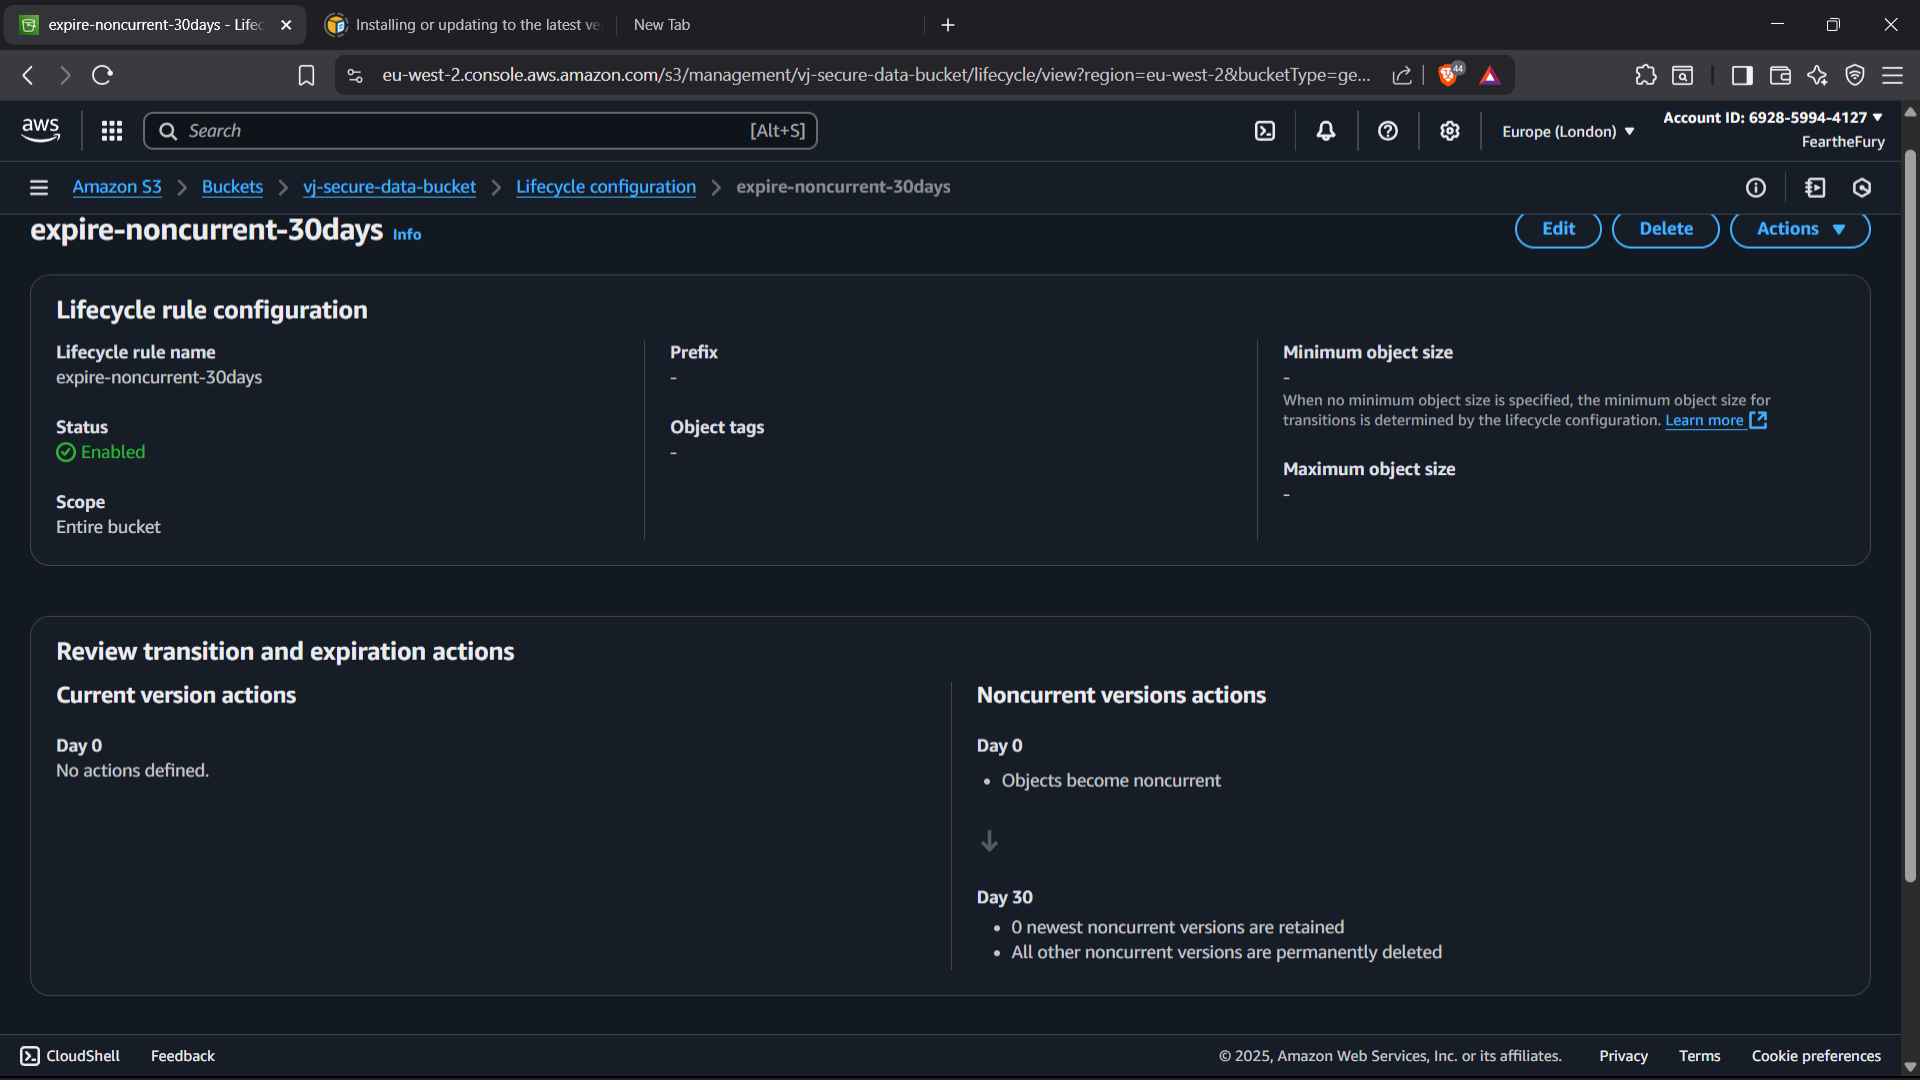 expire-noncurrent-30days - Lifec
Installing or updating to the latest ve
New Tab
eu-west-2.console.aws.amazon.com/s3/management/vj-secure-data-bucket/lifecycle/view?region=eu-west-2&bucketType=ge...
44
aws
Search
[Alt+S]
Europe (London)
Account ID: 6928-5994-4127
FeartheFury
Amazon S3
Buckets
vj-secure-data-bucket
Lifecycle configuration
expire-noncurrent-30days
expire-noncurrent-30days Info
Edit
Delete
Actions
Lifecycle rule configuration
Lifecycle rule name
expire-noncurrent-30days
Status
Enabled
Scope
Entire bucket
Prefix
-
Object tags
-
Minimum object size
-
When no minimum object size is specified, the minimum object size for
transitions is determined by the lifecycle configuration. Learn more
Maximum object size
-
Review transition and expiration actions
Current version actions
Day 0
No actions defined.
Noncurrent versions actions
Day 0
• Objects become noncurrent
Day 30
• 0 newest noncurrent versions are retained
• All other noncurrent versions are permanently deleted
CloudShell
Feedback
© 2025, Amazon Web Services, Inc. or its affiliates.
Privacy
Terms
Cookie preferences